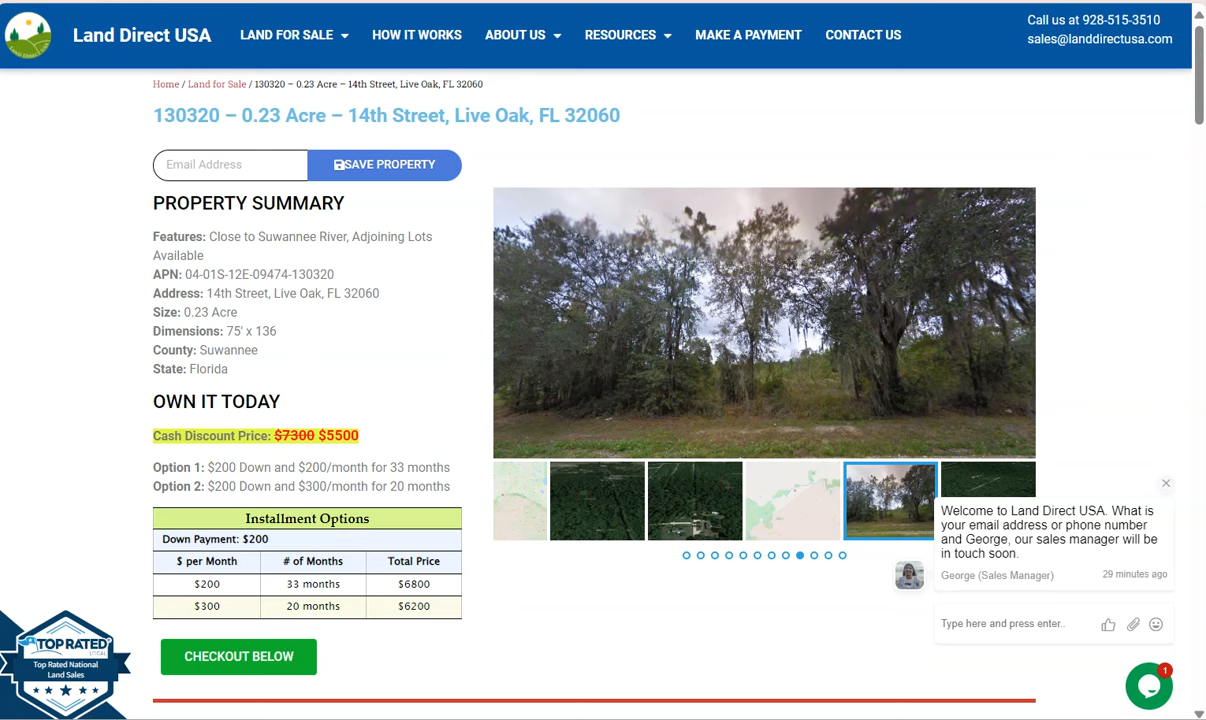 Land Direct USA
LAND FOR SALE
HOW IT WORKS
ABOUT US
RESOURCES
MAKE A PAYMENT
CONTACT US
Call us at 928-515-3510
sales@landdirectusa.com
Home / Land for Sale / 130320 – 0.23 Acre – 14th Street, Live Oak, FL 32060
130320 – 0.23 Acre – 14th Street, Live Oak, FL 32060
Email Address
SAVE PROPERTY
PROPERTY SUMMARY
Features: Close to Suwannee River, Adjoining Lots
Available
APN: 04-01S-12E-09474-130320
Address: 14th Street, Live Oak, FL 32060
Size: 0.23 Acre
Dimensions: 75' x 136
County: Suwannee
State: Florida
OWN IT TODAY
Cash Discount Price: $7300 $5500
Option 1: $200 Down and $200/month for 33 months
Option 2: $200 Down and $300/month for 20 months
Installment Options
Down Payment: $200
$ per Month # of Months Total Price
$200 33 months $6800
$300 20 months $6200
CHECKOUT BELOW
TOP RATED
LOCAL
Top Rated National
Land Sales
Welcome to Land Direct USA. What is
your email address or phone number
and George, our sales manager will be
in touch soon.
George (Sales Manager) 29 minutes ago
Type here and press enter..
1